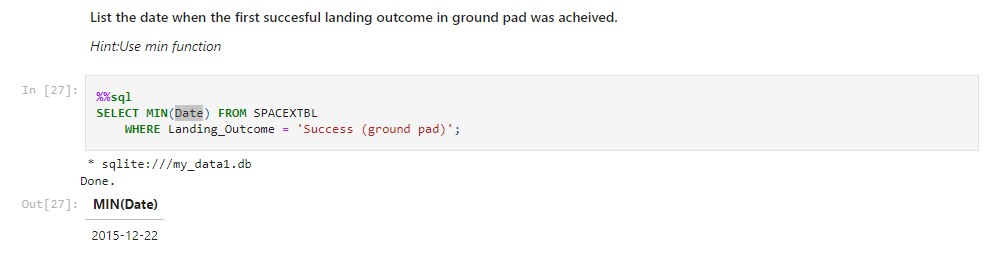 List the date when the first succesful landing outcome in ground pad was acheived.
Hint:Use min function
In [27]:
%%sql
SELECT MIN(Date) FROM SPACEXTBL
WHERE Landing_Outcome = 'Success (ground pad)';
* sqlite:///my_data1.db
Done.
Out[27]: MIN(Date)
2015-12-22